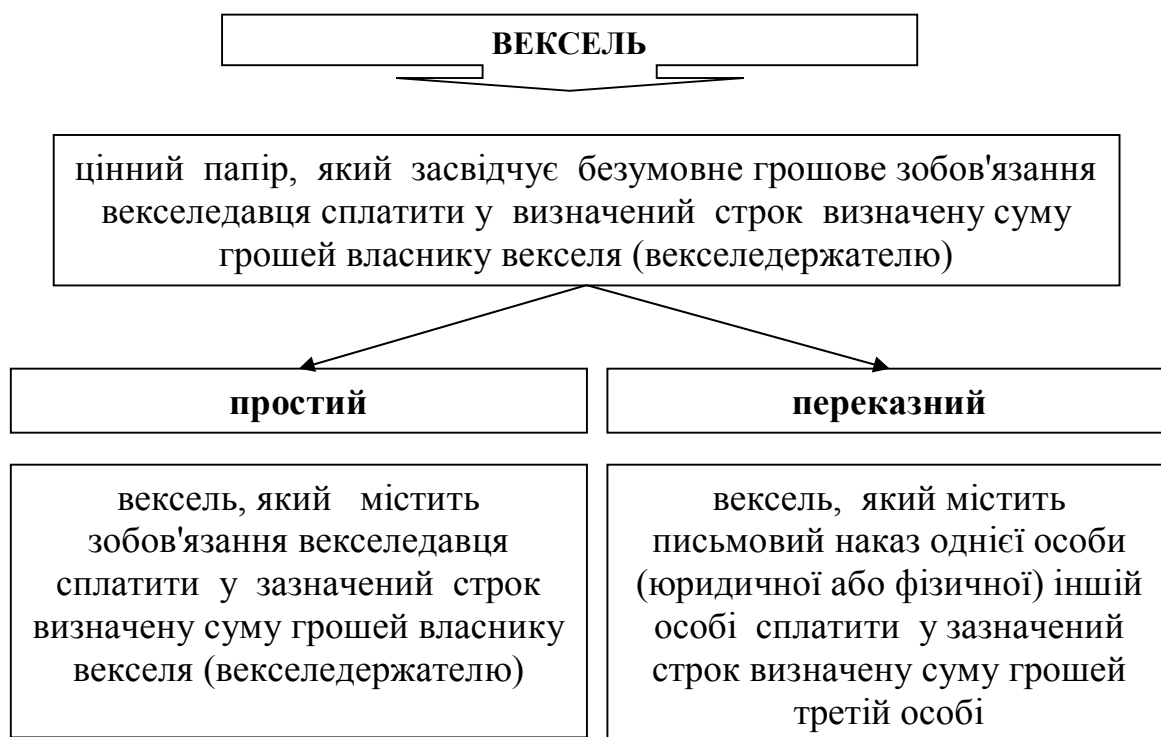 ВЕКСЕЛЬ
цінний папір, який засвідчує безумовне грошове зобов'язання
векселедавця сплатити у визначений строк визначену суму
грошей власнику векселя (векселедержателю)
простий
переказний
вексель, який містить
зобов'язання векселедавця
сплатити у зазначений строк
визначену суму грошей власнику
векселя (векселедержателю)
вексель, який містить
письмовий наказ однієї особи
(юридичної або фізичної) іншій
особі сплатити у зазначений
строк визначену суму грошей
третій особі